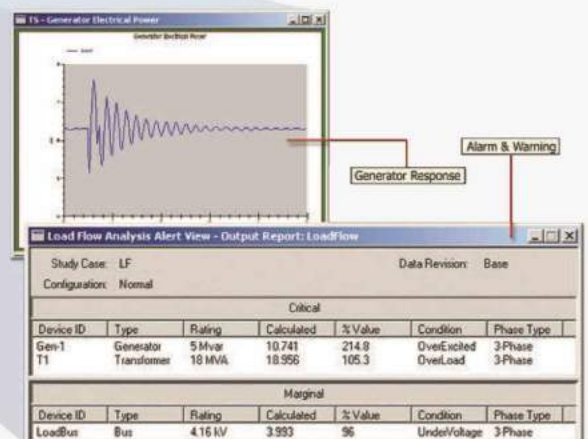 TS - Generator Electrical Power
Generator Electrical Power
Alarm & Warning
Generator Response
Load Flow Analysis Alert View - Output Report: LoadFlow
Study Case: LF Data Revision: Base
Configuration: Normal
Critical
Device ID Type Rating Calculated % Value Condition Phase Type
Gen-1 Generator 5 Mvar 10.741 214.8 OverExcited 3-Phase
T1 Transformer 18 MVA 18.956 105.3 OverLoad 3-Phase
Marginal
Device ID Type Rating Calculated % Value Condition Phase Type
LoadBus Bus 4.16 kV 3.993 96 UnderVoltage 3-Phase